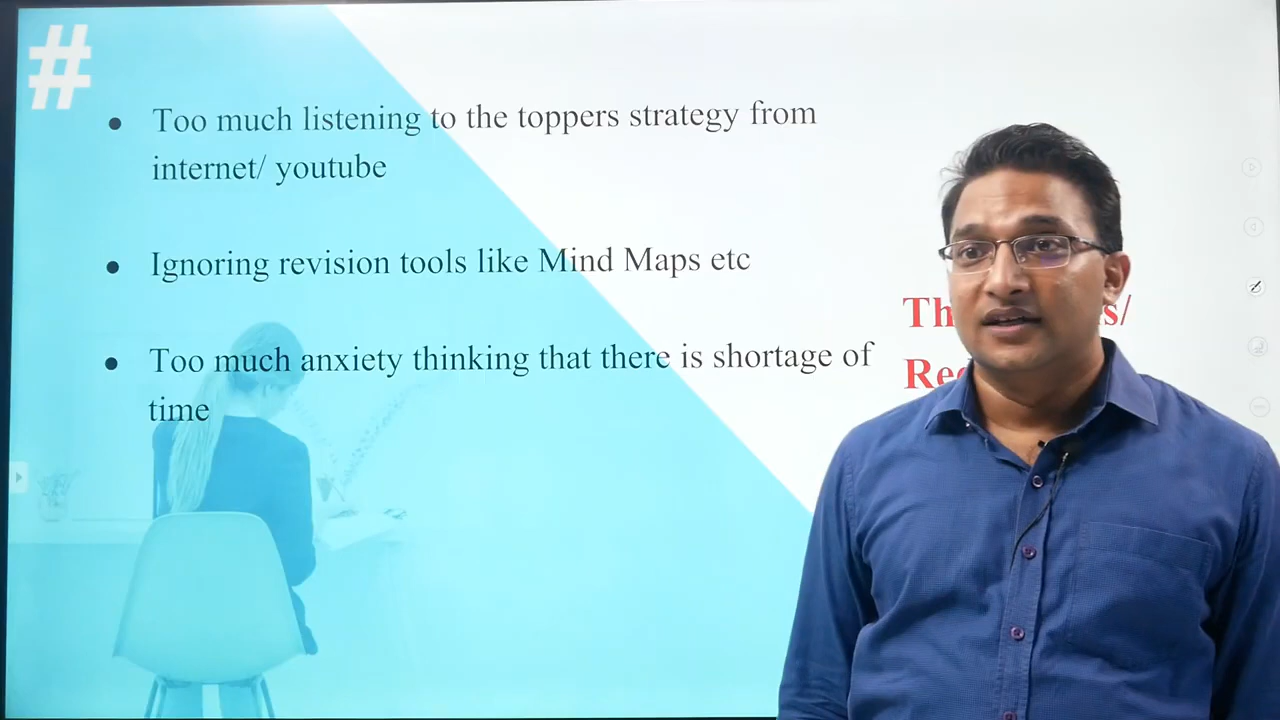 #
• Too much listening to the toppers strategy from
internet/ youtube
• Ignoring revision tools like Mind Maps etc
• Too much anxiety thinking that there is shortage of
time